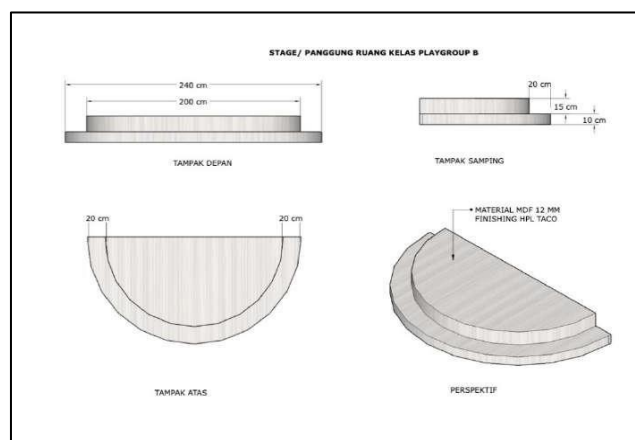 STAGE/ PANGGUNG RUANG KELAS PLAYGROUP B
240 cm
200 cm
TAMPAK DEPAN
20 cm
15 cm
10 cm
TAMPAK SAMPING
20 cm
20 cm
TAMPAK ATAS
MATERIAL MDF 12 MM
FINISHING HPL TACO
PERSPEKTIF